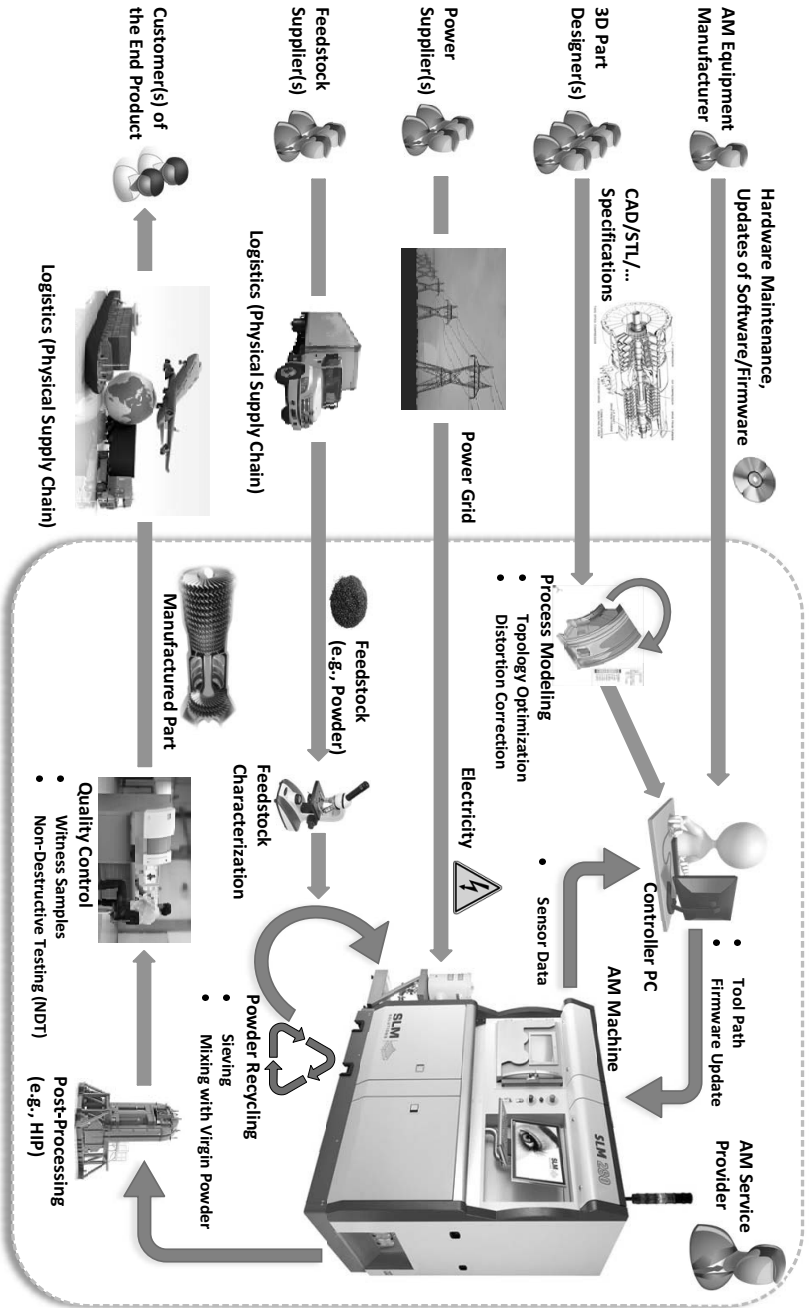 AM Equipment
Manufacturer
Hardware Maintenance,
Updates of Software/Firmware
3D Part
Designer(s)
CAD/STL/...
Specifications
Power
Supplier(s)
Power Grid
Feedstock
Supplier(s)
Logistics (Physical Supply Chain)
Customer(s) of
the End Product
Logistics (Physical Supply Chain)
Process Modeling
• Topology Optimization
• Distortion Correction
Controller PC
• Tool Path
• Firmware Update
• Sensor Data
AM Machine
AM Service
Provider
Electricity
SLM
SLM 280
SLM
Feedstock
(e.g., Powder)
Feedstock
Characterization
Powder Recycling
• Sieving
• Mixing with Virgin Powder
Manufactured Part
Quality Control
• Witness Samples
• Non-Destructive Testing (NDT)
Post-Processing
(e.g., HIP)